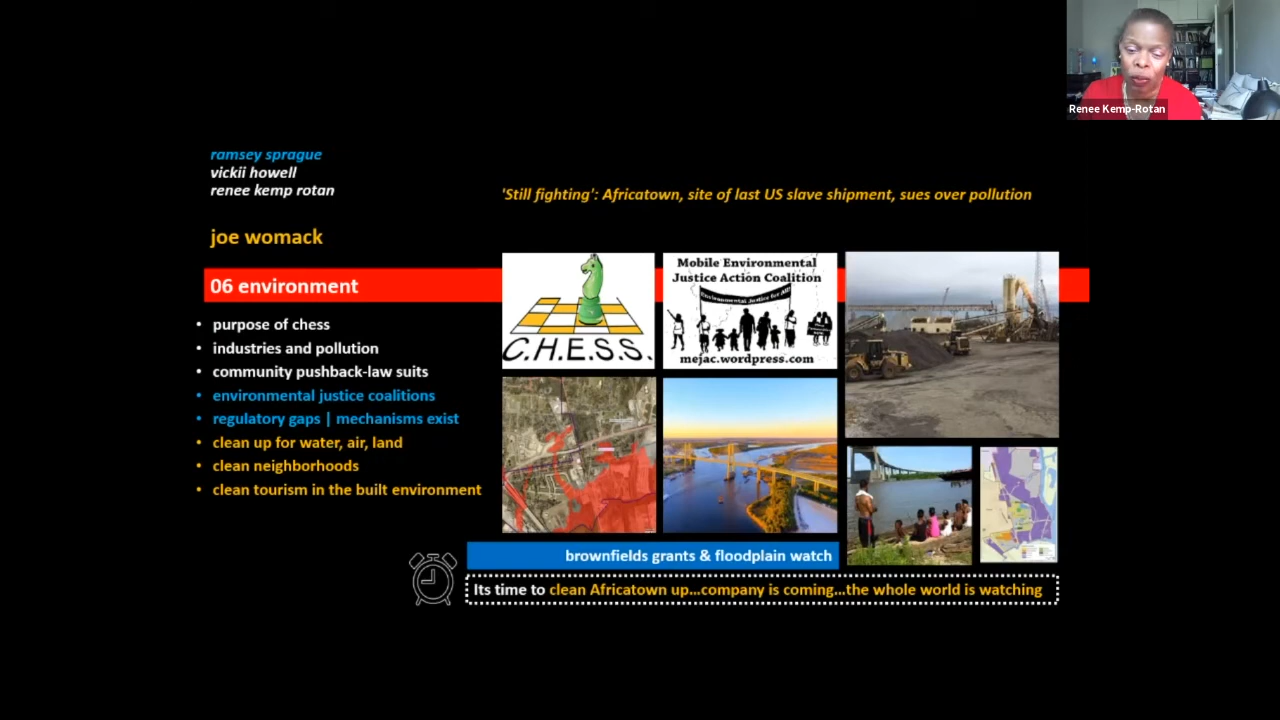 Renee Kemp-Rotan
ramsey sprague
vickii howell
renee kemp rotan
'Still fighting': Africatown, site of last US slave shipment, sues over pollution
joe womack
06 environment
• purpose of chess
• industries and pollution
• community pushback-law suits
• environmental justice coalitions
• regulatory gaps | mechanisms exist
• clean up for water, air, land
• clean neighborhoods
• clean tourism in the built environment
C.H.E.S.S.
Mobile Environmental
Justice Action Coalition
Environmental Justice for All!
mejac.wordpress.com
brownfields grants & floodplain watch
Its time to clean Africatown up...company is coming...the whole world is watching